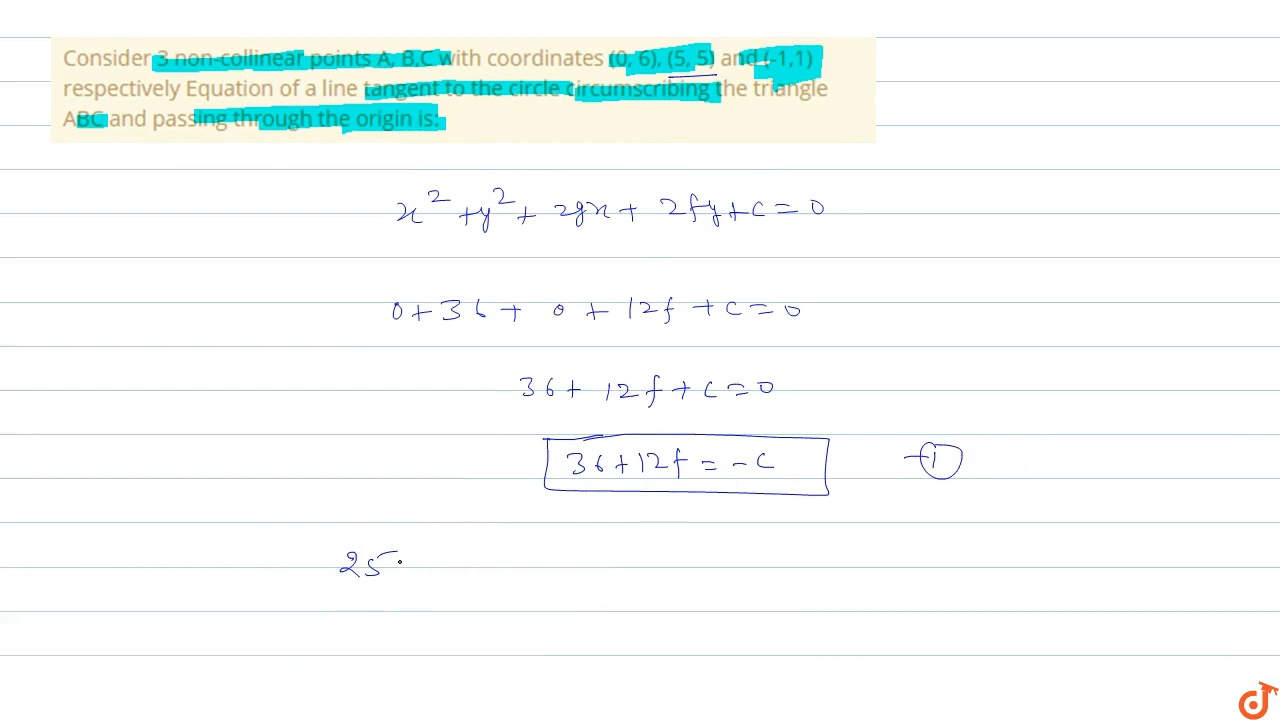 Consider 3 non-collinear points A, B,C with coordinates (0, 6), (5, 5) and (-1,1)
respectively Equation of a line tangent to the circle circumscribing the triangle
ABC and passing through the origin is:
x² + y² + 2gx + 2fy + c = 0
0 + 36 + 0 + 12f + c = 0
36 + 12f + c = 0
36 + 12f = - c - i
25